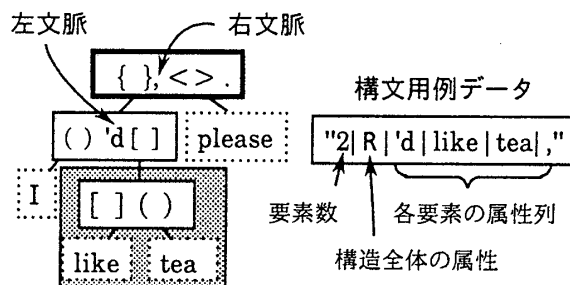 左文脈 右文脈
{ }, < > .
構文用例データ
( ) 'd [ ] please
"2| R |'d | like | tea| ,"
I
[ ] ( )
要素数 各要素の属性列
like tea
構造全体の属性